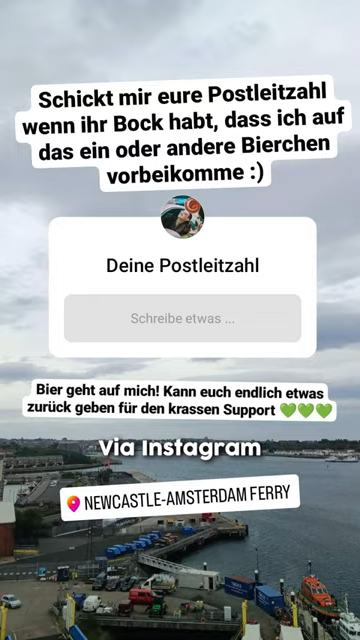 Schickt mir eure Postleitzahl
wenn ihr Bock habt, dass ich auf
das ein oder andere Bierchen
vorbeikomme :)
Deine Postleitzahl
Schreibe etwas ...
Bier geht auf mich! Kann euch endlich etwas
zurück geben für den krassen Support 💚💚💚
Via Instagram
NEWCASTLE-AMSTERDAM FERRY